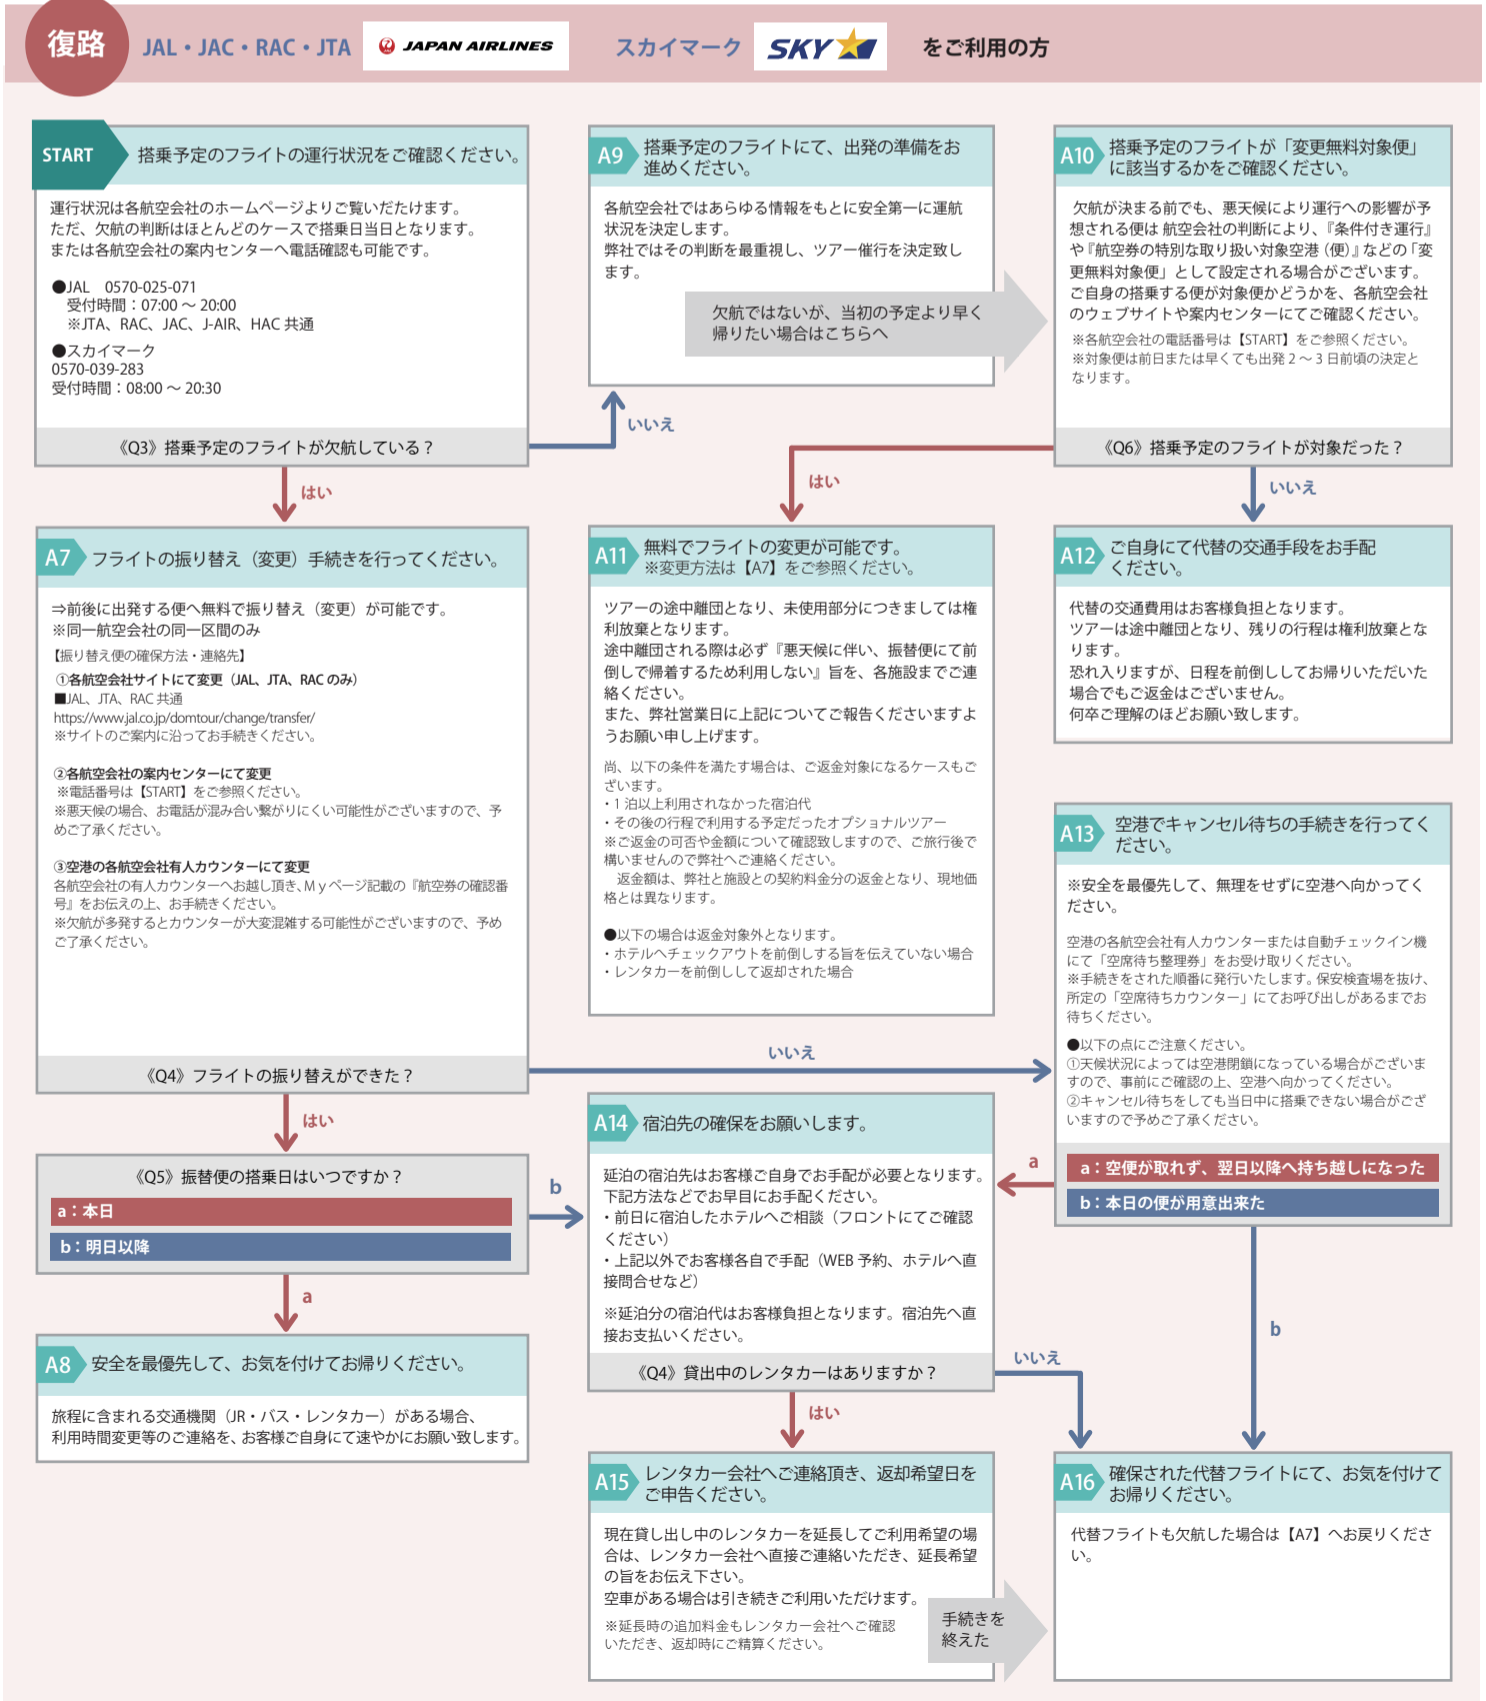 復路
JAL・JAC・RAC・JTA
JAPAN AIRLINES
スカイマーク
SKY
をご利用の方
START
搭乗予定のフライトの運行状況をご確認ください。
運行状況は各航空会社のホームページよりご覧いだたけます。
ただ、欠航の判断はほとんどのケースで搭乗日当日となります。
または各航空会社の案内センターへ電話確認も可能です。
●JAL　0570-025-071
受付時間：07:00 ～ 20:00
※JTA、RAC、JAC、J-AIR、HAC 共通
●スカイマーク
0570-039-283
受付時間：08:00 ～ 20:30
《Q3》搭乗予定のフライトが欠航している？
いいえ
はい
A9
搭乗予定のフライトにて、出発の準備をお
進めください。
各航空会社ではあらゆる情報をもとに安全第一に運航
状況を決定します。
弊社ではその判断を最重視し、ツアー催行を決定致し
ます。
欠航ではないが、当初の予定より早く
帰りたい場合はこちらへ
A10
搭乗予定のフライトが「変更無料対象便」
に該当するかをご確認ください。
欠航が決まる前でも、悪天候により運行への影響が予
想される便は 航空会社の判断により、『条件付き運行』
や『航空券の特別な取り扱い対象空港（便）』などの「変
更無料対象便」として設定される場合がございます。
ご自身の搭乗する便が対象便かどうかを、各航空会社
のウェブサイトや案内センターにてご確認ください。
※各航空会社の電話番号は【START】をご参照ください。
※対象便は前日または早くても出発 2 ～ 3 日前頃の決定と
なります。
《Q6》搭乗予定のフライトが対象だった？
はい
いいえ
A7
フライトの振り替え（変更）手続きを行ってください。
⇒前後に出発する便へ無料で振り替え（変更）が可能です。
※同一航空会社の同一区間のみ
【振り替え便の確保方法・連絡先】
①各航空会社サイトにて変更（JAL、JTA、RAC のみ）
■JAL、JTA、RAC 共通
https://www.jal.co.jp/domtour/change/transfer/
※サイトのご案内に沿ってお手続きください。
②各航空会社の案内センターにて変更
※電話番号は【START】をご参照ください。
※悪天候の場合、お電話が混み合い繋がりにくい可能性がございますので、予
めご了承ください。
③空港の各航空会社有人カウンターにて変更
各航空会社の有人カウンターへお越し頂き、Ｍｙページ記載の『航空券の確認番
号』をお伝えの上、お手続きください。
※欠航が多発するとカウンターが大変混雑する可能性がございますので、予め
ご了承ください。
《Q4》フライトの振り替えができた？
いいえ
はい
A11
無料でフライトの変更が可能です。
※変更方法は【A7】をご参照ください。
ツアーの途中離団となり、未使用部分につきましては権
利放棄となります。
途中離団される際は必ず『悪天候に伴い、振替便にて前
倒しで帰着するため利用しない』旨を、各施設までご連
絡ください。
また、弊社営業日に上記についてご報告くださいますよ
うお願い申し上げます。
尚、以下の条件を満たす場合は、ご返金対象になるケースもご
ざいます。
・1 泊以上利用されなかった宿泊代
・その後の行程で利用する予定だったオプショナルツアー
※ご返金の可否や金額について確認致しますので、ご旅行後で
構いませんので弊社へご連絡ください。
返金額は、弊社と施設との契約料金分の返金となり、現地価
格とは異なります。
●以下の場合は返金対象外となります。
・ホテルへチェックアウトを前倒しする旨を伝えていない場合
・レンタカーを前倒しして返却された場合
A12
ご自身にて代替の交通手段をお手配
ください。
代替の交通費用はお客様負担となります。
ツアーは途中離団となり、残りの行程は権利放棄とな
ります。
恐れ入りますが、日程を前倒ししてお帰りいただいた
場合でもご返金はございません。
何卒ご理解のほどお願い致します。
A13
空港でキャンセル待ちの手続きを行ってく
ださい。
※安全を最優先して、無理をせずに空港へ向かってく
ださい。
空港の各航空会社有人カウンターまたは自動チェックイン機
にて「空席待ち整理券」をお受け取りください。
※手続きをされた順番に発行いたします。保安検査場を抜け、
所定の「空席待ちカウンター」にてお呼び出しがあるまでお
待ちください。
●以下の点にご注意ください。
①天候状況によっては空港閉鎖になっている場合がございま
すので、事前にご確認の上、空港へ向かってください。
②キャンセル待ちをしても当日中に搭乗できない場合がござ
いますので予めご了承ください。
a：空便が取れず、翌日以降へ持ち越しになった
b：本日の便が用意出来た
a
b
《Q5》振替便の搭乗日はいつですか？
a：本日
b：明日以降
b
a
A14
宿泊先の確保をお願いします。
延泊の宿泊先はお客様ご自身でお手配が必要となります。
下記方法などでお早目にお手配ください。
・前日に宿泊したホテルへご相談（フロントにてご確認
ください）
・上記以外でお客様各自で手配（WEB 予約、ホテルへ直
接問合せなど）
※延泊分の宿泊代はお客様負担となります。宿泊先へ直
接お支払いください。
《Q4》貸出中のレンタカーはありますか？
いいえ
はい
A8
安全を最優先して、お気を付けてお帰りください。
旅程に含まれる交通機関（JR・バス・レンタカー）がある場合、
利用時間変更等のご連絡を、お客様ご自身にて速やかにお願い致します。
A15
レンタカー会社へご連絡頂き、返却希望日を
ご申告ください。
現在貸し出し中のレンタカーを延長してご利用希望の場
合は、レンタカー会社へ直接ご連絡いただき、延長希望
の旨をお伝え下さい。
空車がある場合は引き続きご利用いただけます。
※延長時の追加料金もレンタカー会社へご確認
いただき、返却時にご精算ください。
手続きを
終えた
A16
確保された代替フライトにて、お気を付けて
お帰りください。
代替フライトも欠航した場合は【A7】へお戻りくださ
い。